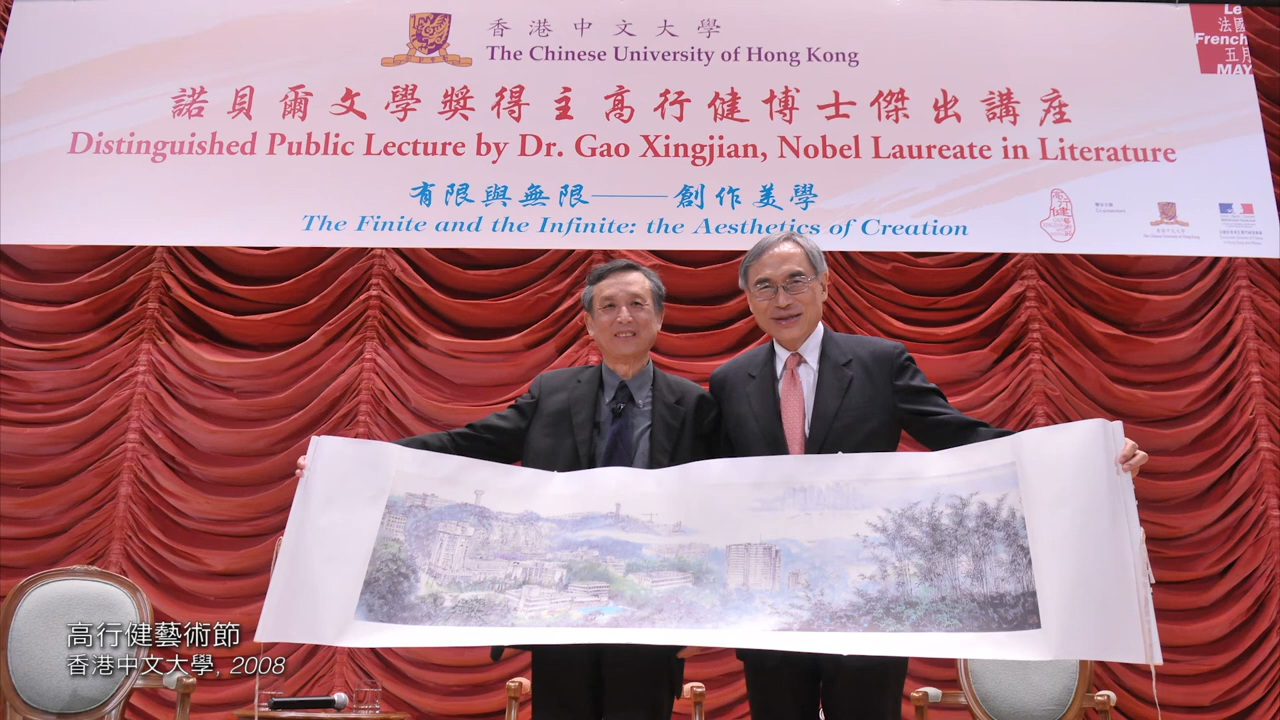 香港中文大學
The Chinese University of Hong Kong
Le
法國
French
五月
MAY
諾貝爾文學獎得主高行健博士傑出講座
Distinguished Public Lecture by Dr. Gao Xingjian, Nobel Laureate in Literature
有限與無限——創作美學
The Finite and the Infinite: the Aesthetics of Creation
高行健藝術節
香港中文大學, 2008